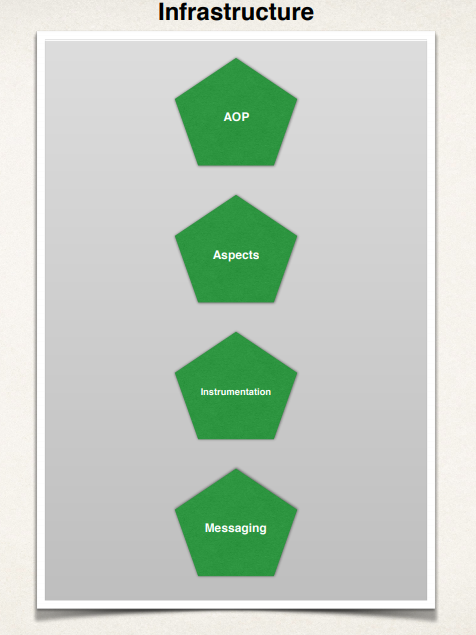 Infrastructure
AOP
Aspects
Instrumentation
Messaging